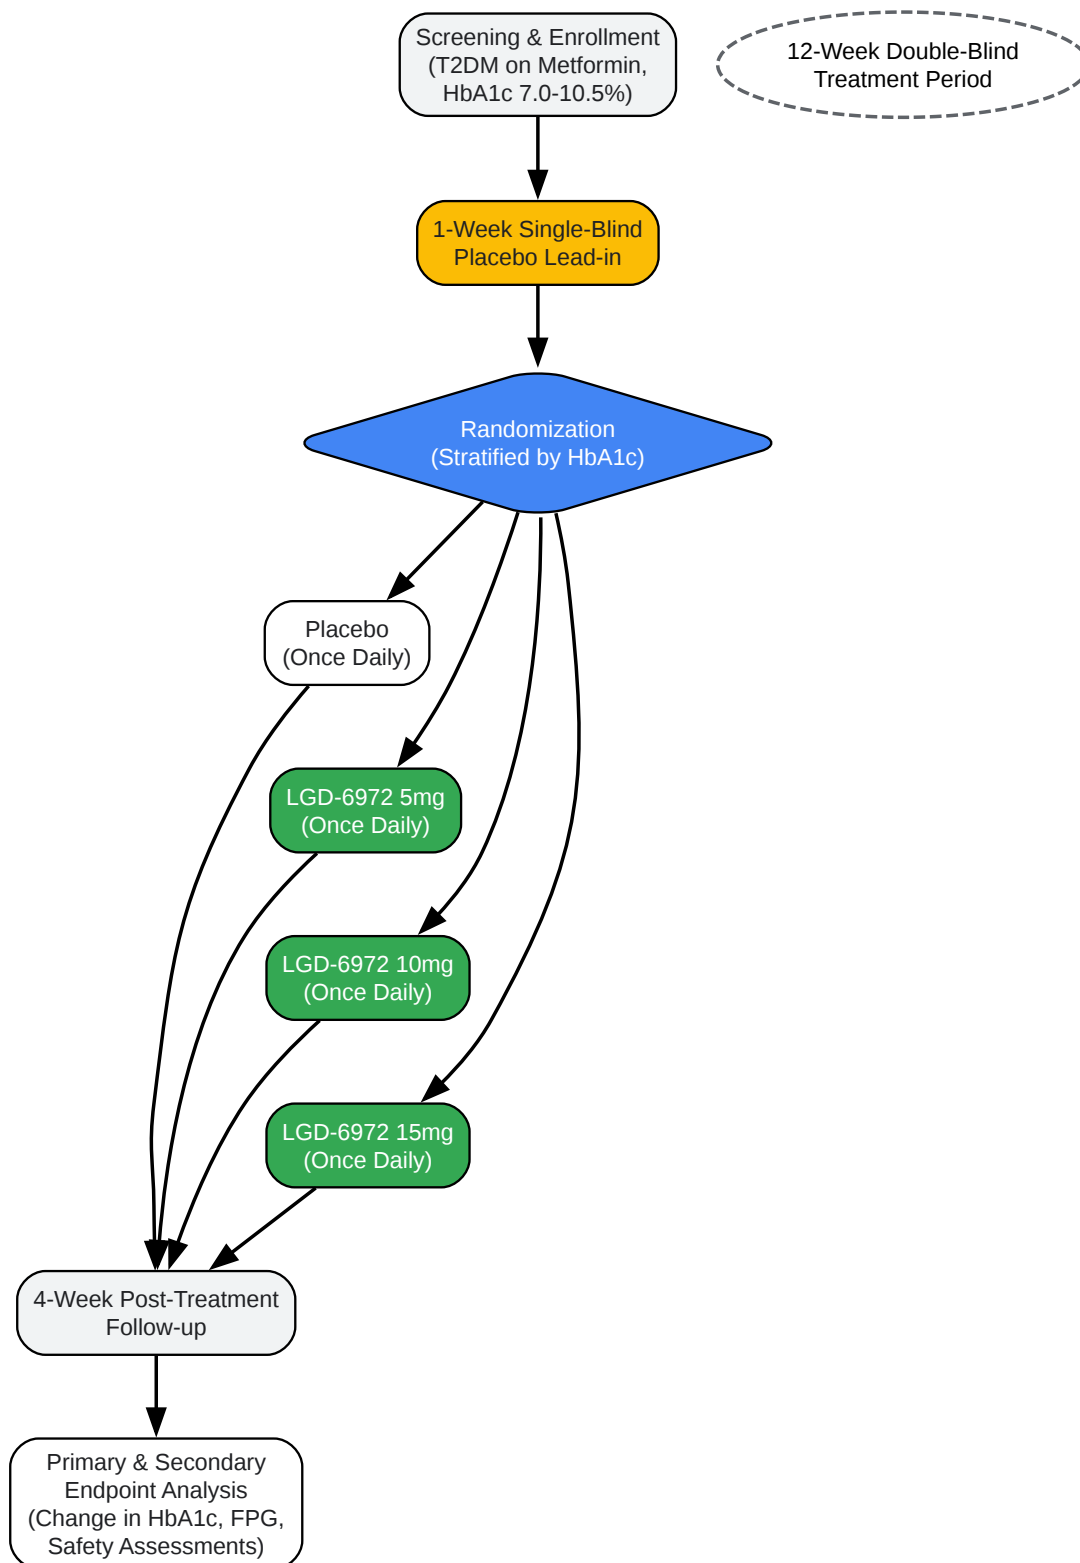 Screening & Enrollment
(T2DM on Metformin,
HbA1c 7.0-10.5%)
12-Week Double-Blind
Treatment Period
1-Week Single-Blind
Placebo Lead-in
Randomization
(Stratified by HbA1c)
Placebo
(Once Daily)
LGD-6972 5mg
(Once Daily)
LGD-6972 10mg
(Once Daily)
LGD-6972 15mg
(Once Daily)
4-Week Post-Treatment
Follow-up
Primary & Secondary
Endpoint Analysis
(Change in HbA1c, FPG,
Safety Assessments)